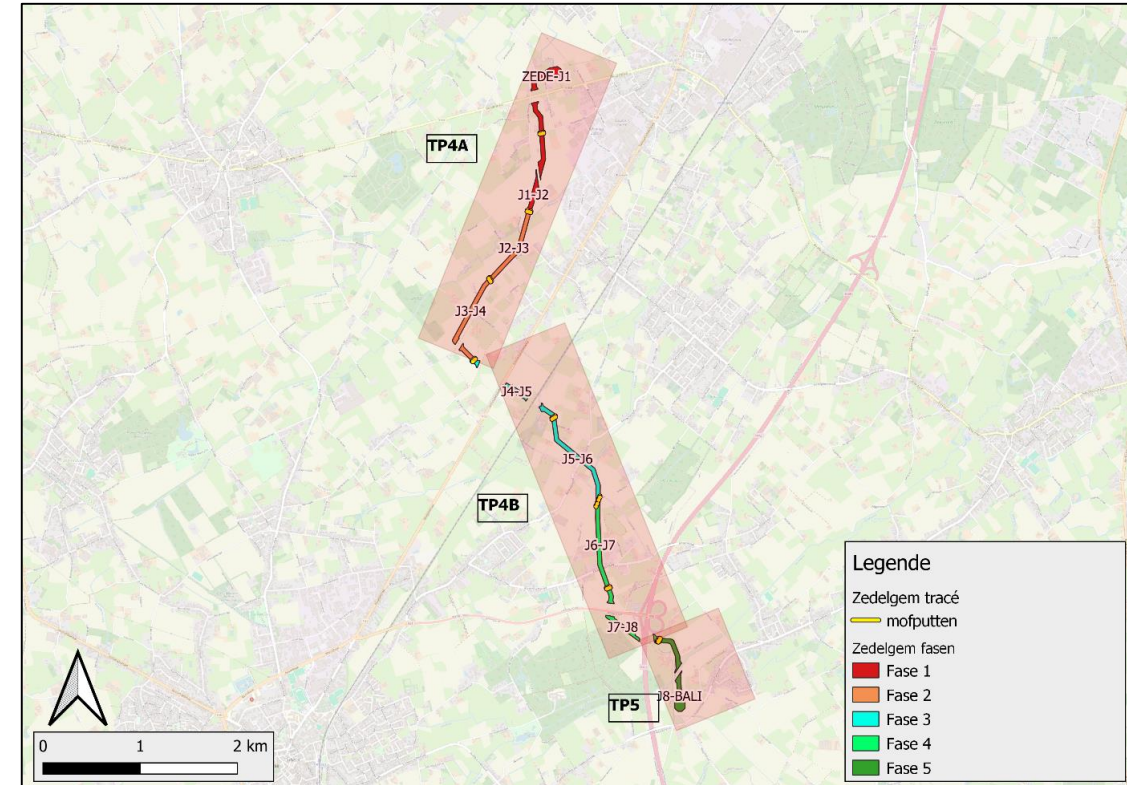 ZEDE-J1
TP4A
J1-J2
J2-J3
J3-J4
J4-J5
J5-J6
TP4B
J6-J7
J7-J8
J8-BALI
TP5
Legende
Zedelgem tracé
mofputten
Zedelgem fasen
Fase 1
Fase 2
Fase 3
Fase 4
Fase 5
0 1 2 km